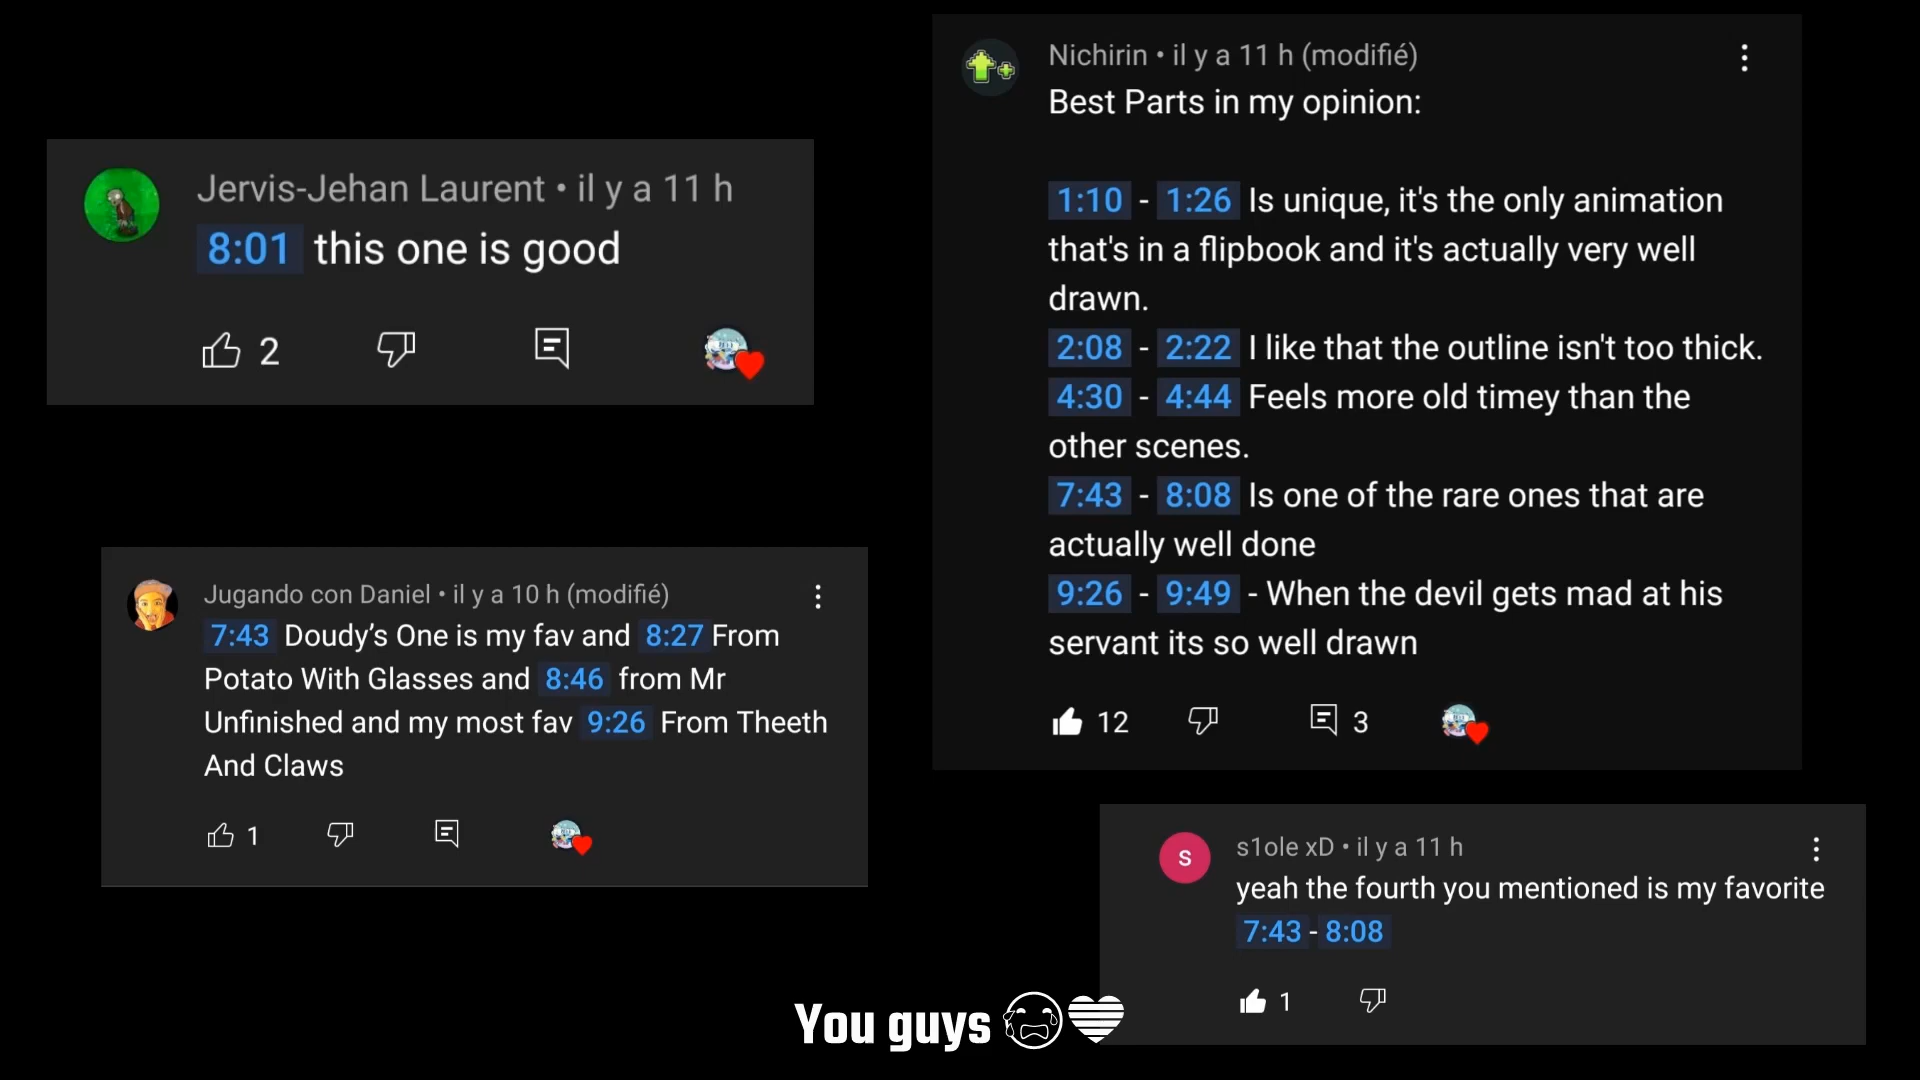 Jervis-Jehan Laurent • il y a 11 h
8:01 this one is good
2
Jugando con Daniel • il y a 10 h (modifié)
7:43 Doudy’s One is my fav and 8:27 From
Potato With Glasses and 8:46 from Mr
Unfinished and my most fav 9:26 From Theeth
And Claws
1
Nichirin • il y a 11 h (modifié)
Best Parts in my opinion:
1:10 - 1:26 Is unique, it's the only animation
that's in a flipbook and it's actually very well
drawn.
2:08 - 2:22 I like that the outline isn't too thick.
4:30 - 4:44 Feels more old timey than the
other scenes.
7:43 - 8:08 Is one of the rare ones that are
actually well done
9:26 - 9:49 - When the devil gets mad at his
servant its so well drawn
12 3
S
s1ole xD • il y a 11 h
yeah the fourth you mentioned is my favorite
7:43 - 8:08
1
You guys 😭